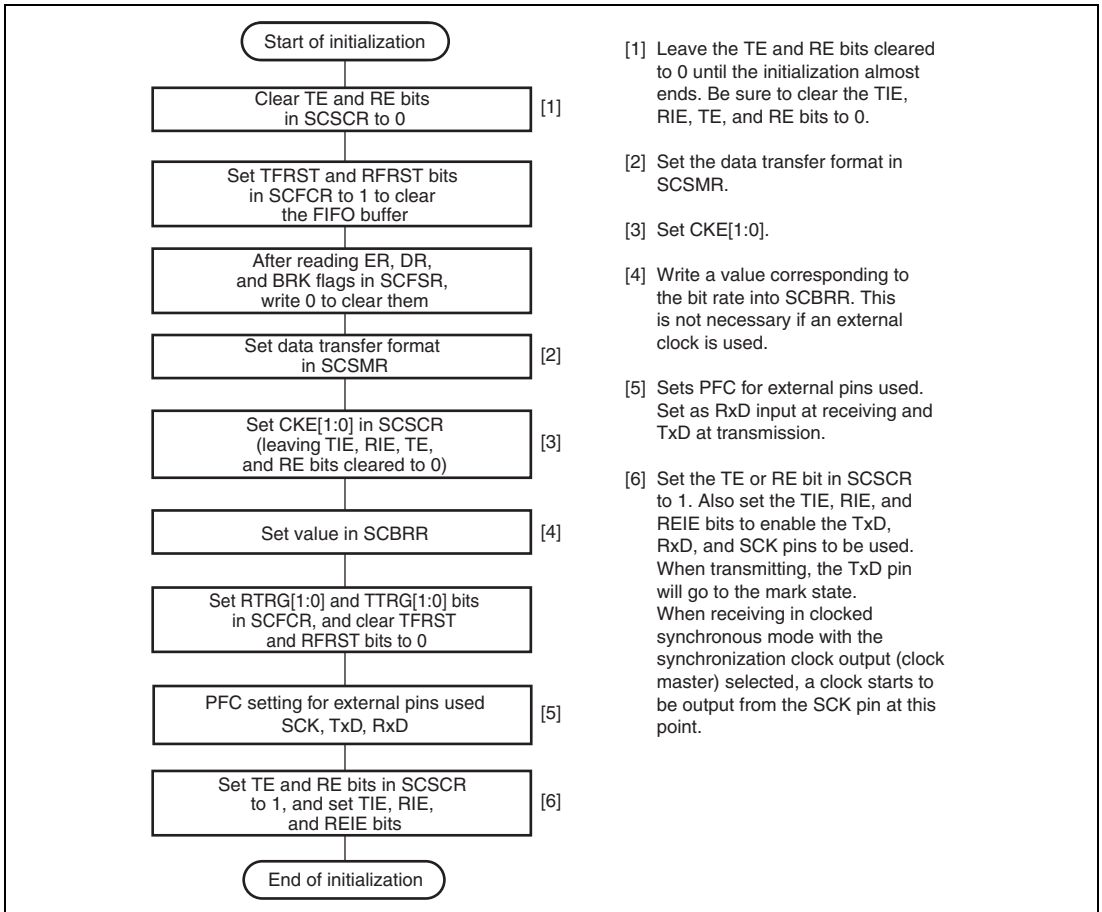 Start of initialization
Clear TE and RE bits
in SCSCR to 0
[1]
Set TFRST and RFRST bits
in SCFCR to 1 to clear
the FIFO buffer
After reading ER, DR,
and BRK flags in SCFSR,
write 0 to clear them
Set data transfer format
in SCSMR
[2]
Set CKE[1:0] in SCSCR
(leaving TIE, RIE, TE,
and RE bits cleared to 0)
[3]
Set value in SCBRR
[4]
Set RTRG[1:0] and TTRG[1:0] bits
in SCFCR, and clear TFRST
and RFRST bits to 0
PFC setting for external pins used
SCK, TxD, RxD
[5]
Set TE and RE bits in SCSCR
to 1, and set TIE, RIE,
and REIE bits
[6]
End of initialization
[1] Leave the TE and RE bits cleared
to 0 until the initialization almost
ends. Be sure to clear the TIE,
RIE, TE, and RE bits to 0.
[2] Set the data transfer format in
SCSMR.
[3] Set CKE[1:0].
[4] Write a value corresponding to
the bit rate into SCBRR. This
is not necessary if an external
clock is used.
[5] Sets PFC for external pins used.
Set as RxD input at receiving and
TxD at transmission.
[6] Set the TE or RE bit in SCSCR
to 1. Also set the TIE, RIE, and
REIE bits to enable the TxD,
RxD, and SCK pins to be used.
When transmitting, the TxD pin
will go to the mark state.
When receiving in clocked
synchronous mode with the
synchronization clock output (clock
master) selected, a clock starts to
be output from the SCK pin at this
point.